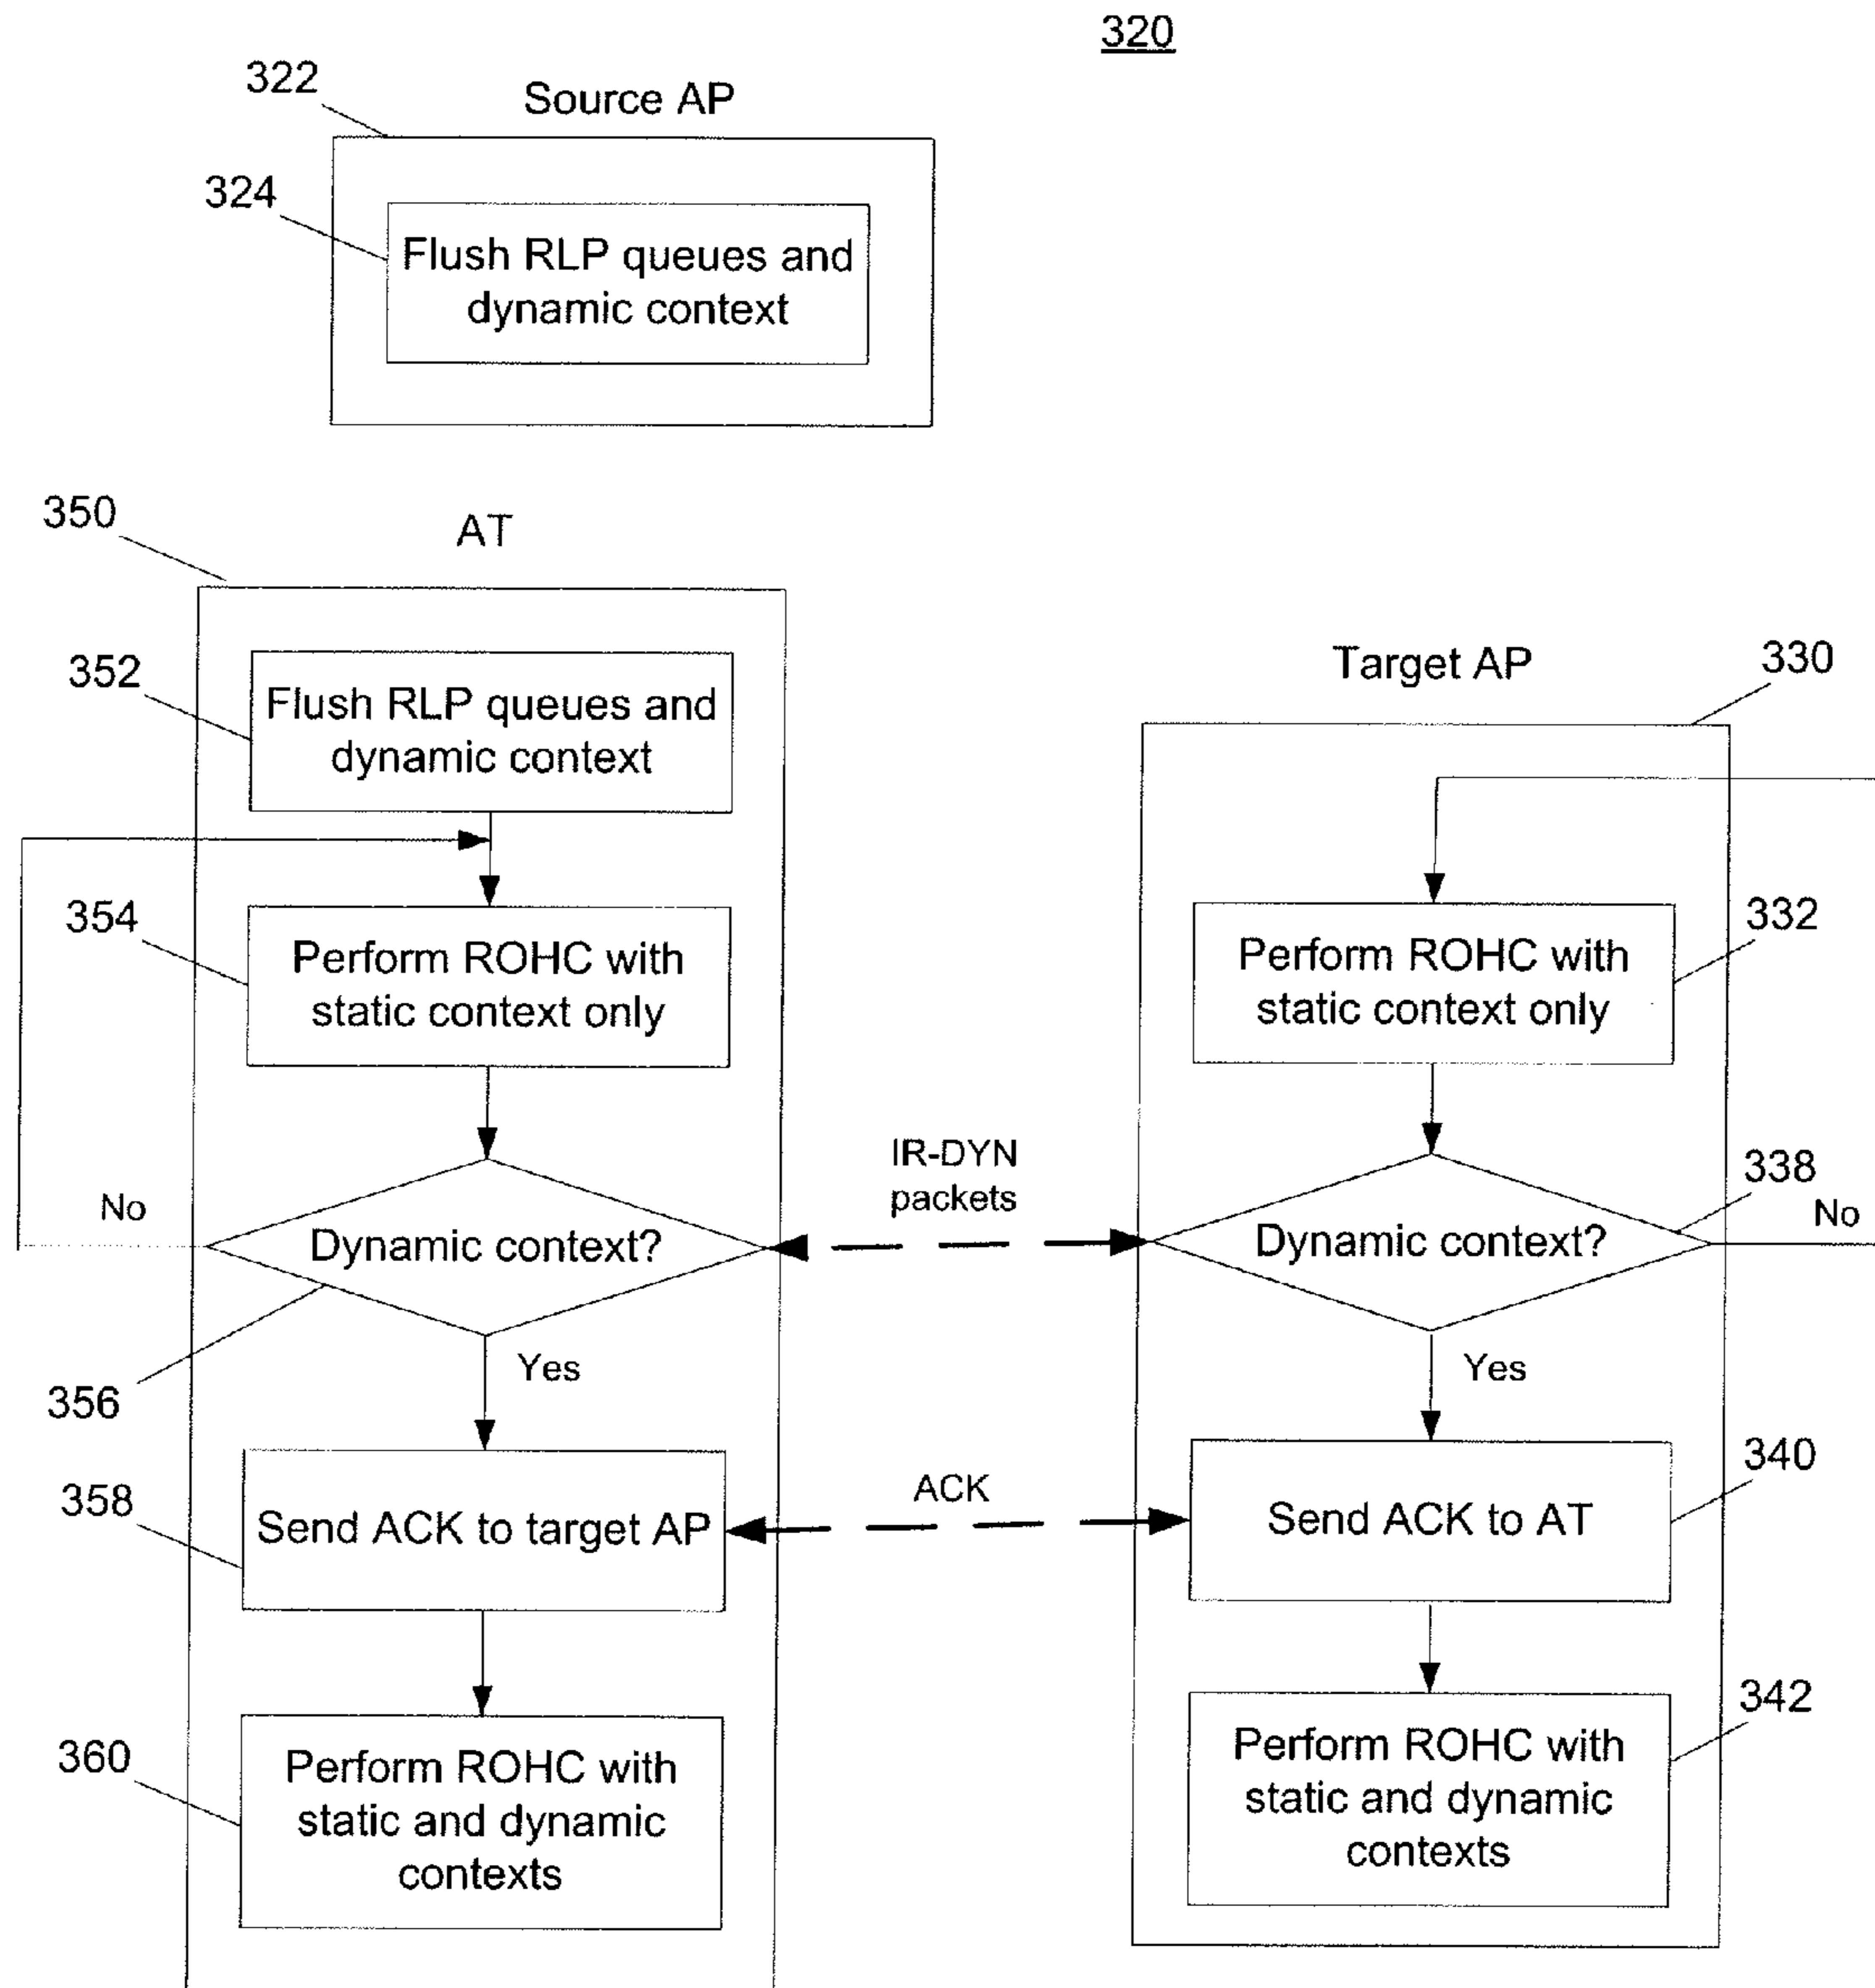 320
322
Source AP
324
Flush RLP queues and
dynamic context
350
AT
352
Flush RLP queues and
dynamic context
354
Perform ROHC with
static context only
No
Dynamic context?
356
Yes
358
Send ACK to target AP
360
Perform ROHC with
static and dynamic
contexts
IR-DYN
packets
ACK
Target AP
330
Perform ROHC with
static context only
332
338
Dynamic context?
No
Yes
340
Send ACK to AT
342
Perform ROHC with
static and dynamic
contexts